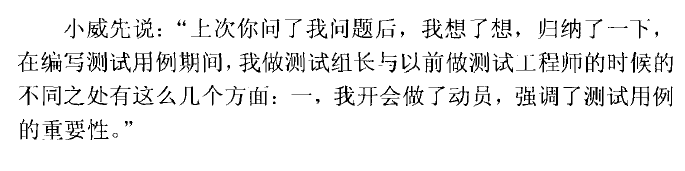 小威先说：“上次你问了我问题后，我想了想，归纳了一下，
在编写测试用例期间，我做测试组长与以前做测试工程师的时候的
不同之处有这么几个方面：一，我开会做了动员，强调了测试用例
的重要性。”